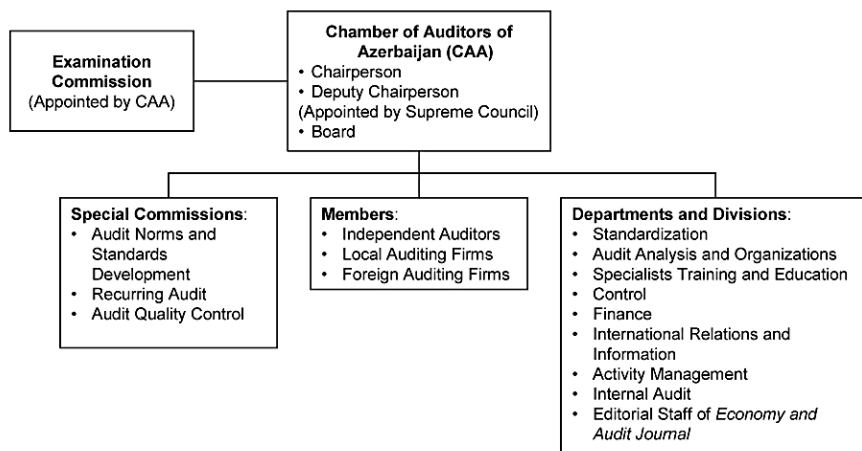 Examination
Commission
(Appointed by CAA)
Chamber of Auditors of
Azerbaijan (CAA)
• Chairperson
• Deputy Chairperson
(Appointed by Supreme Council)
• Board
Special Commissions:
• Audit Norms and
Standards
Development
• Recurring Audit
• Audit Quality Control
Members:
• Independent Auditors
• Local Auditing Firms
• Foreign Auditing Firms
Departments and Divisions:
• Standardization
• Audit Analysis and Organizations
• Specialists Training and Education
• Control
• Finance
• International Relations and
Information
• Activity Management
• Internal Audit
• Editorial Staff of Economy and
Audit Journal